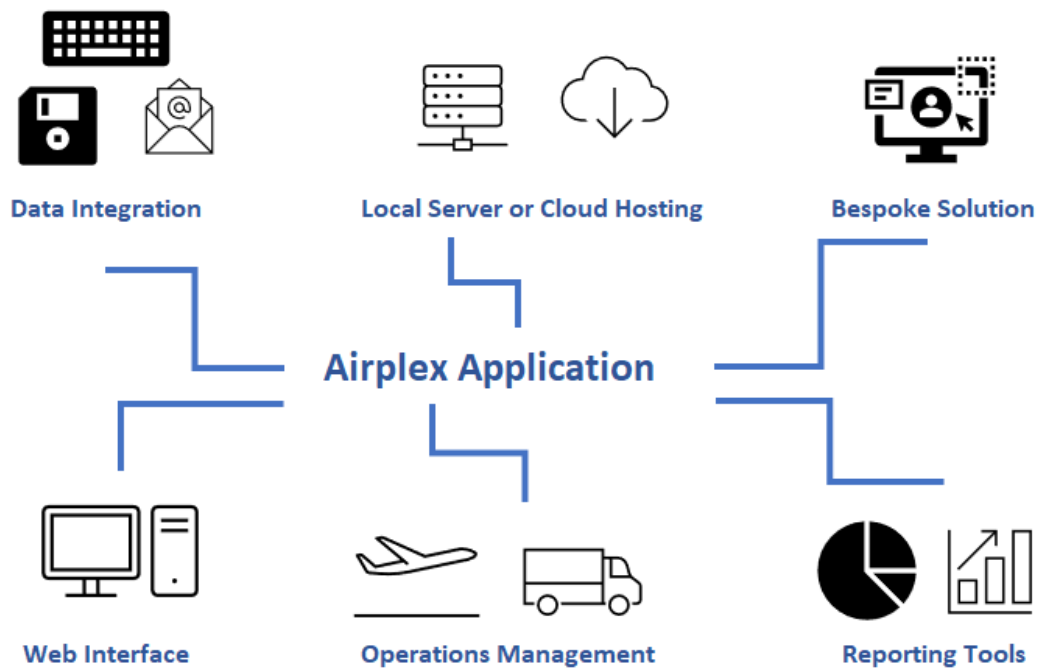 Data Integration
Local Server or Cloud Hosting
Bespoke Solution
Airplex Application
Web Interface
Operations Management
Reporting Tools